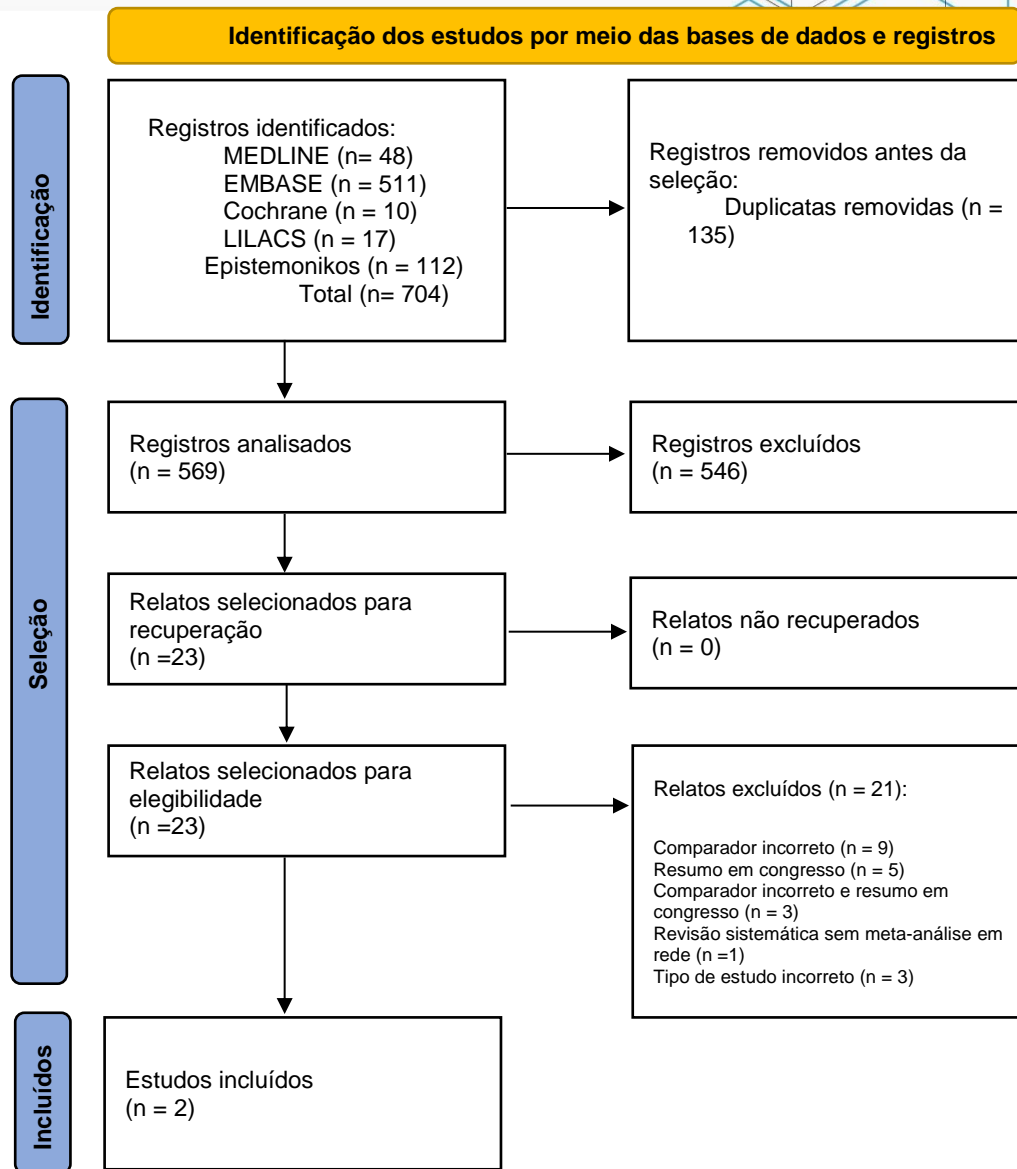 Identificação dos estudos por meio das bases de dados e registros
Identificação
Registros identificados:
MEDLINE (n= 48)
EMBASE (n = 511)
Cochrane (n = 10)
LILACS (n = 17)
Epistemonikos (n = 112)
Total (n= 704)
Registros removidos antes da
seleção:
Duplicatas removidas (n =
135)
Seleção
Registros analisados
(n = 569)
Registros excluídos
(n = 546)
Relatos selecionados para
recuperação
(n =23)
Relatos não recuperados
(n = 0)
Relatos selecionados para
elegibilidade
(n =23)
Relatos excluídos (n = 21):
Comparador incorreto (n = 9)
Resumo em congresso (n = 5)
Comparador incorreto e resumo em
congresso (n = 3)
Revisão sistemática sem meta-análise em
rede (n =1)
Tipo de estudo incorreto (n = 3)
Incluídos
Estudos incluídos
(n = 2)